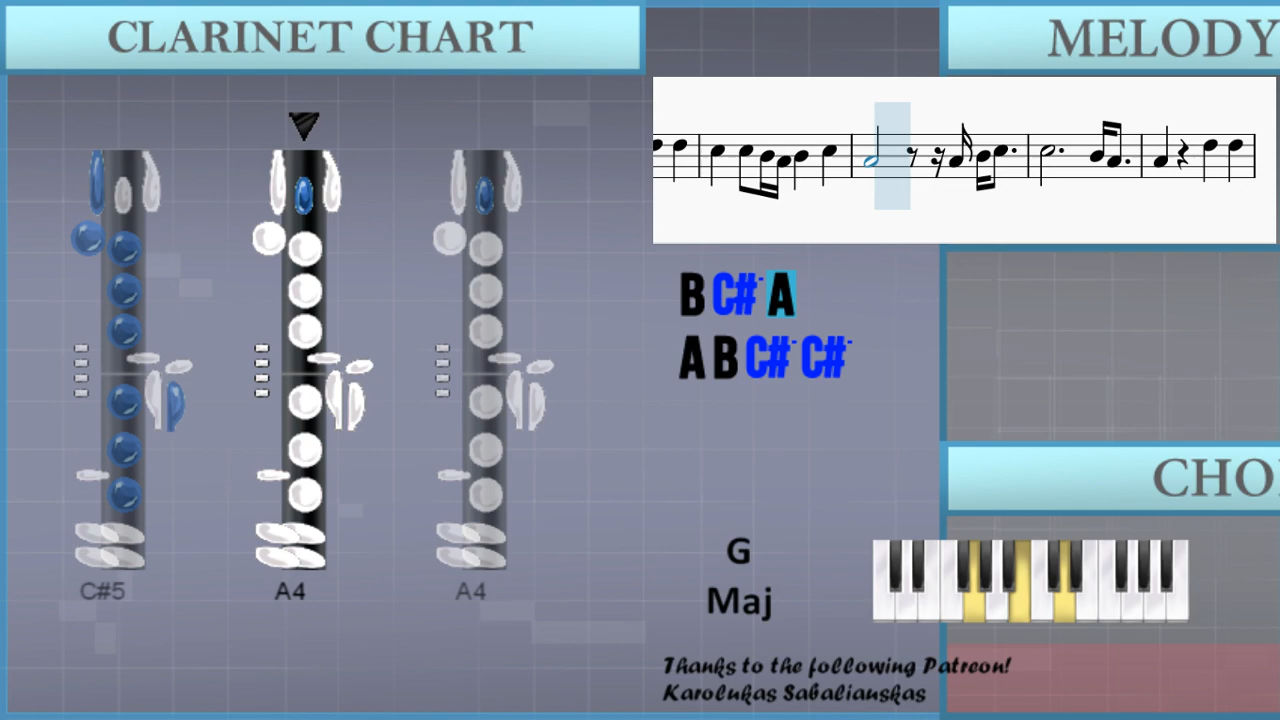 CLARINET CHART
MELODY
B C#- A
A B C#- C#-
C#5
A4
A4
G
Maj
CHO
Thanks to the following Patreon!
Karolukas Sabaliauskas